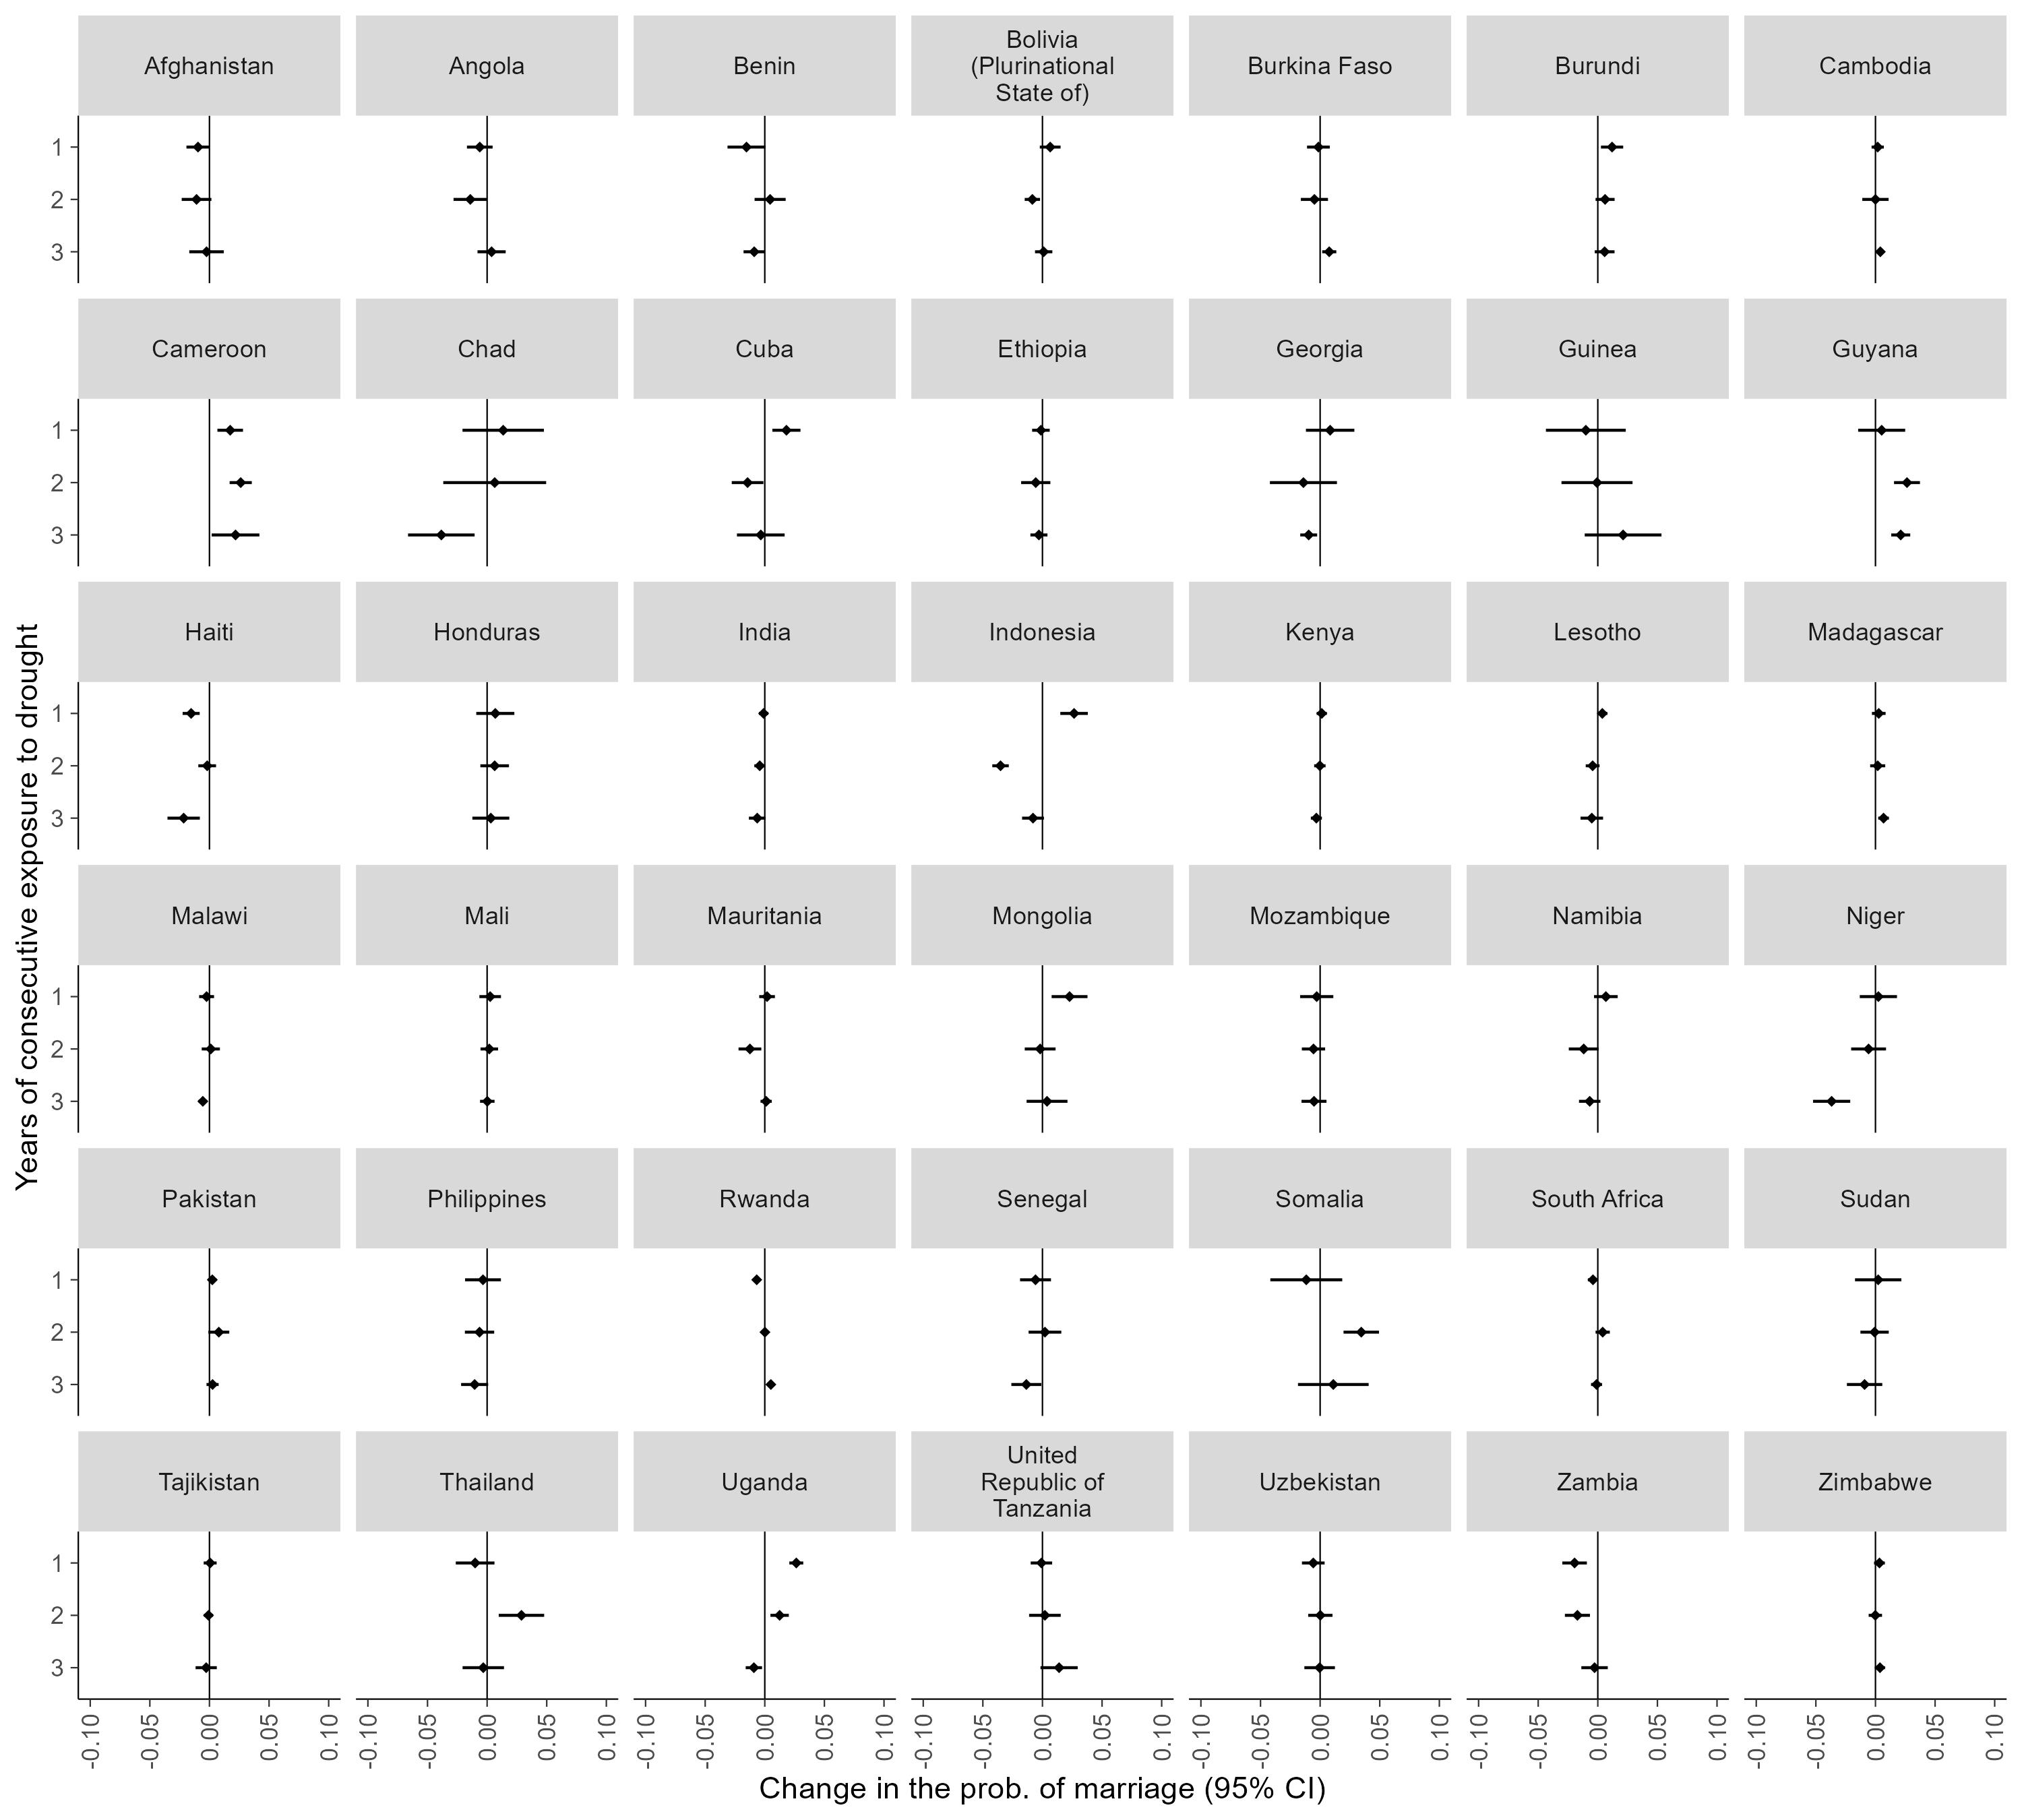 Afghanistan
Angola
Benin
Bolivia
(Plurinational
State of)
Burkina Faso
Burundi
Cambodia
1
2
3
Cameroon
Chad
Cuba
Ethiopia
Georgia
Guinea
Guyana
1
2
3
Haiti
Honduras
India
Indonesia
Kenya
Lesotho
Madagascar
1
2
3
Malawi
Mali
Mauritania
Mongolia
Mozambique
Namibia
Niger
1
2
3
Pakistan
Philippines
Rwanda
Senegal
Somalia
South Africa
Sudan
1
2
3
Tajikistan
Thailand
Uganda
United
Republic of
Tanzania
Uzbekistan
Zambia
Zimbabwe
1
2
3
-0.10 -0.05 0.00 0.05 0.10
-0.10 -0.05 0.00 0.05 0.10
-0.10 -0.05 0.00 0.05 0.10
-0.10 -0.05 0.00 0.05 0.10
-0.10 -0.05 0.00 0.05 0.10
-0.10 -0.05 0.00 0.05 0.10
-0.10 -0.05 0.00 0.05 0.10
Change in the prob. of marriage (95% CI)
Years of consecutive exposure to drought